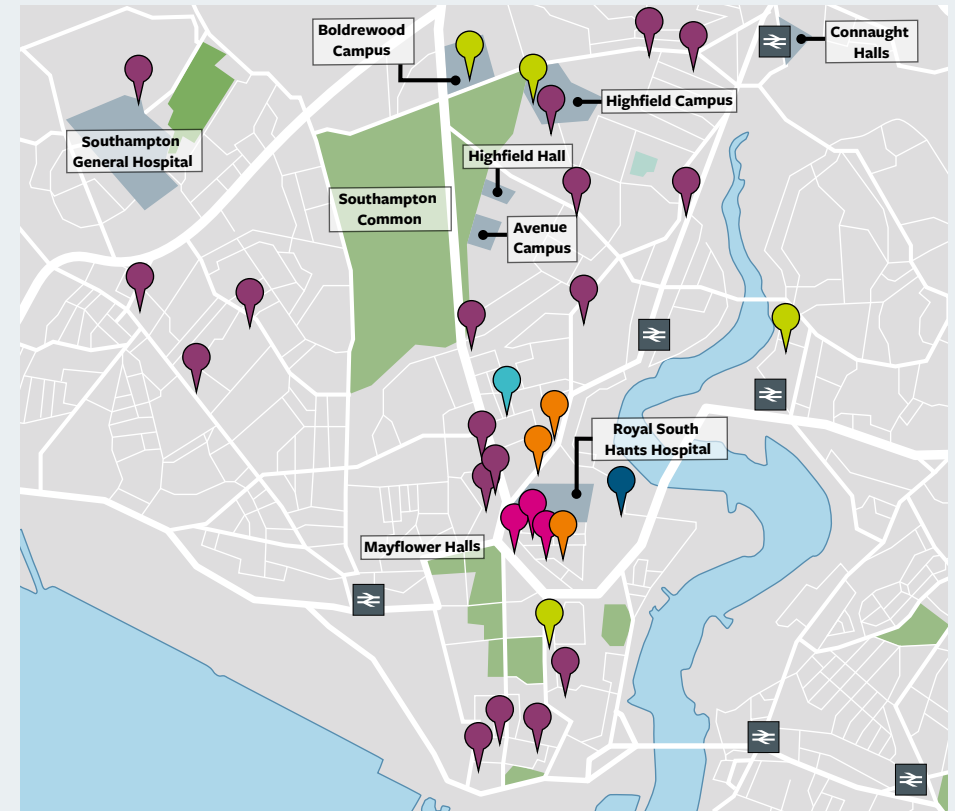 Boldrewood
Campus
Connaught
Halls
Highfield Campus
Southampton
General Hospital
Highfield Hall
Southampton
Common
Avenue
Campus
Royal South
Hants Hospital
Mayflower Halls